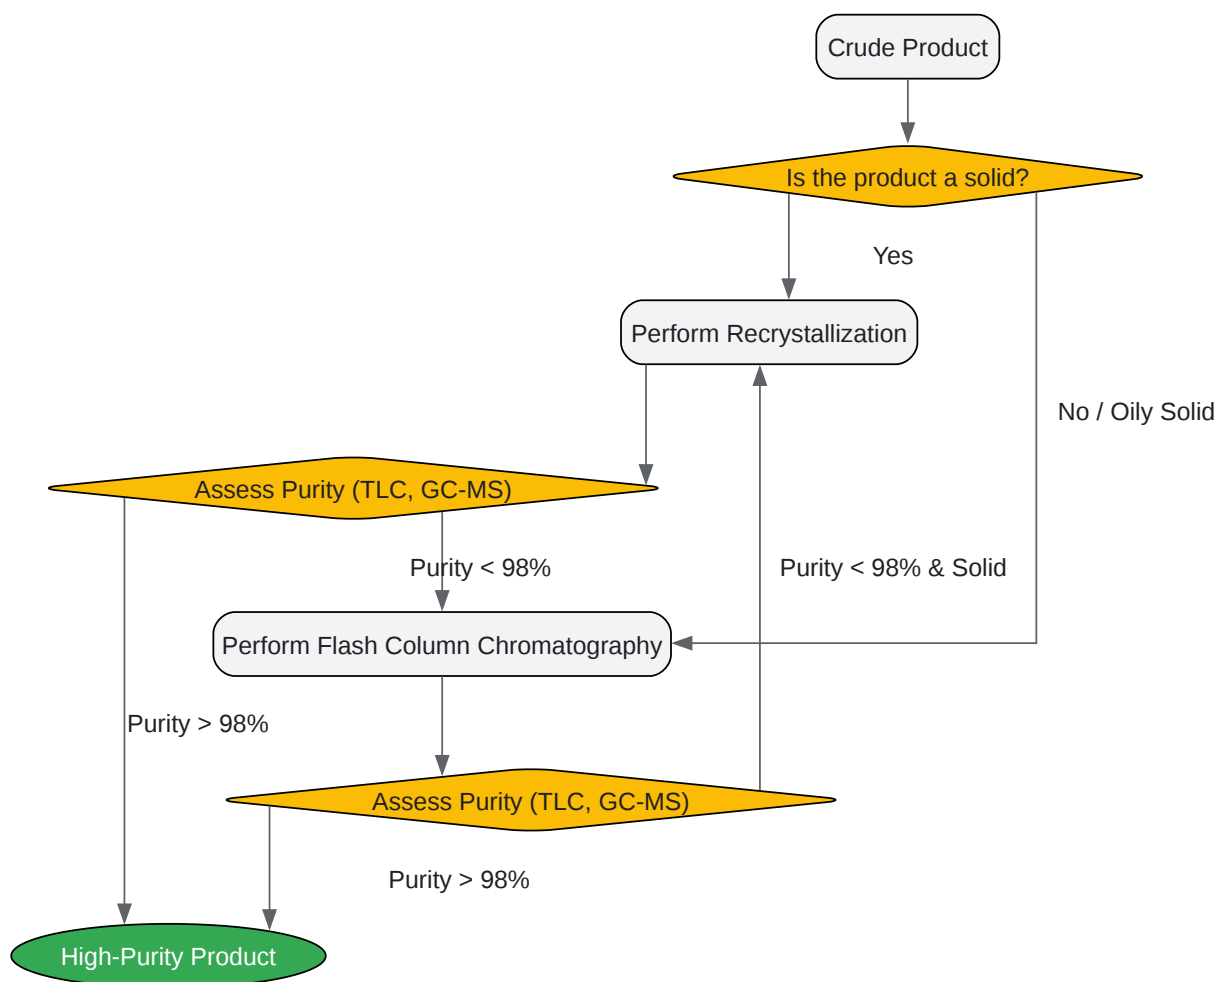 Crude Product
Is the product a solid?
Yes
Perform Recrystallization
No / Oily Solid
Assess Purity (TLC, GC-MS)
Purity < 98%
Purity < 98% & Solid
Perform Flash Column Chromatography
Purity > 98%
Assess Purity (TLC, GC-MS)
Purity > 98%
High-Purity Product